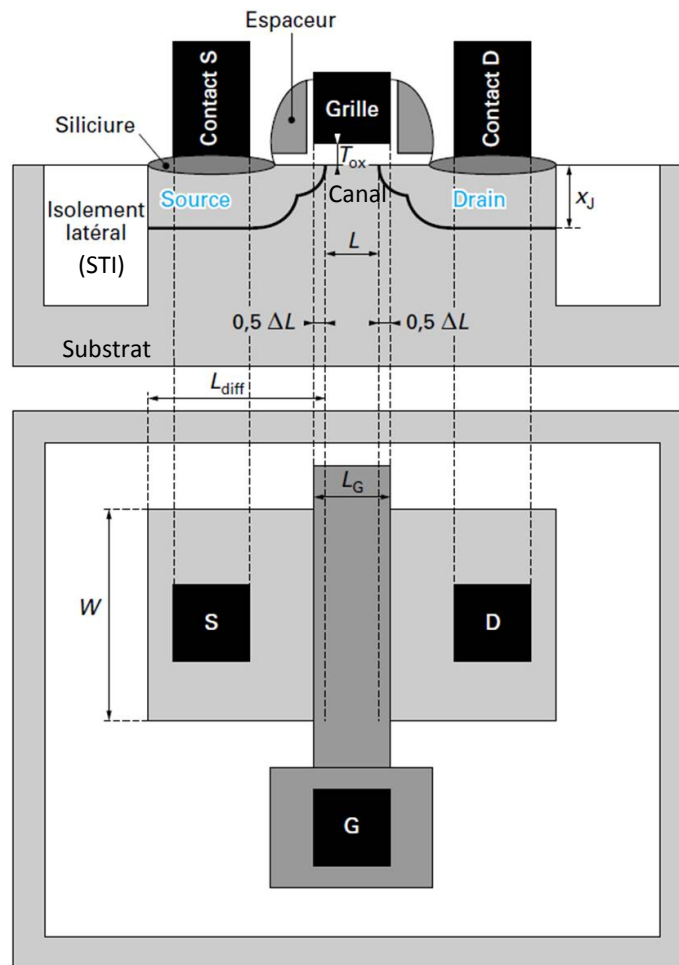 Espaceur
Contact S
Grille
Contact D
Siliciure
Tox
Source
Canal
Drain
xJ
Isolement
latéral
(STI)
L
0,5 ΔL
0,5 ΔL
Substrat
Ldiff
LG
W
S
D
G